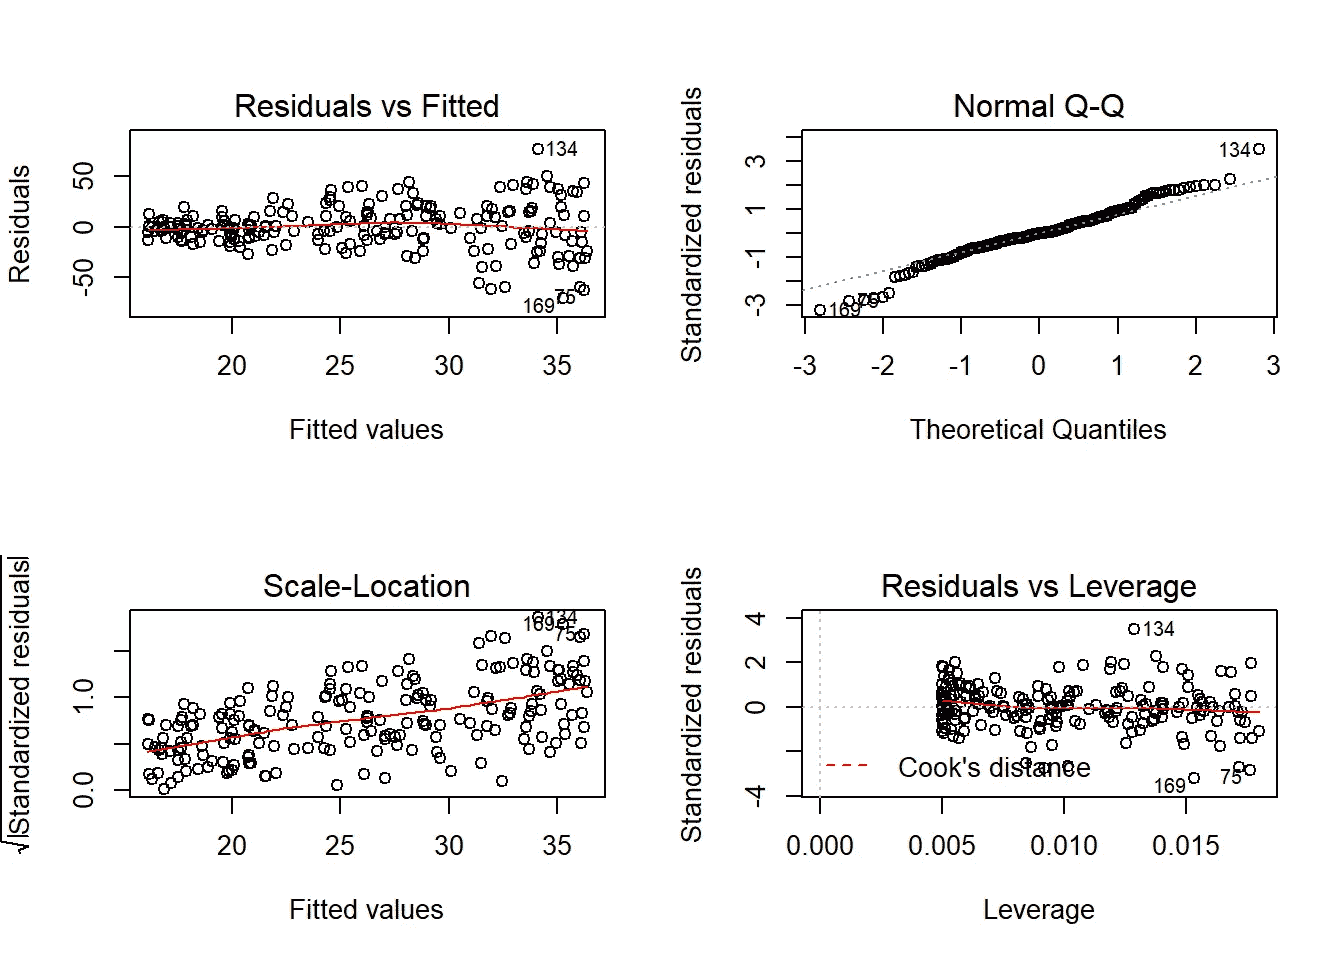 Residuals vs Fitted
Residuals
50
0
-50
134
169
75
20 25 30 35
Fitted values
Normal Q-Q
Standardized residuals
3
1
-1
-3
134
169
75
-3 -2 -1 0 1 2 3
Theoretical Quantiles
Scale-Location
√|Standardized residuals|
1.0
0.0
134
169
75
20 25 30 35
Fitted values
Residuals vs Leverage
Standardized residuals
4
2
0
-4
134
Cook's distance
169
75
0.000 0.005 0.010 0.015
Leverage